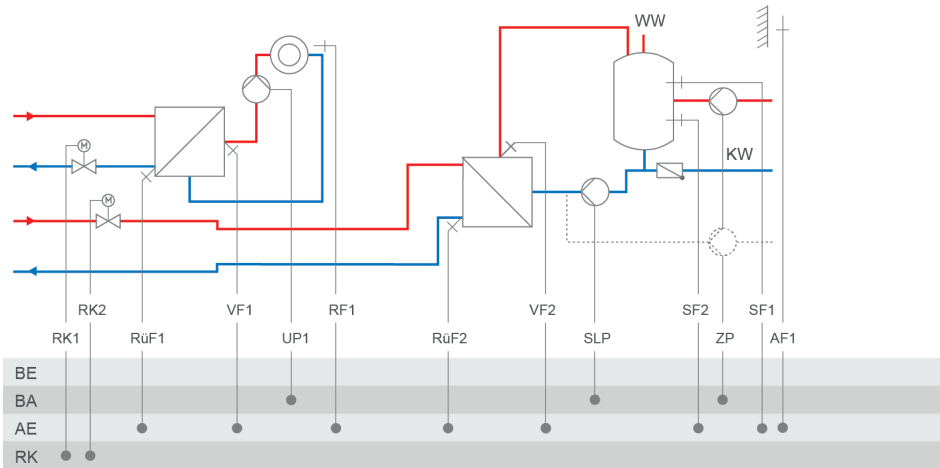 WW
M
KW
M
RK2 VF1 RF1 VF2 SF2 SF1
RK1 RüF1 UP1 RüF2 SLP ZP AF1
BE
BA
AE
RK